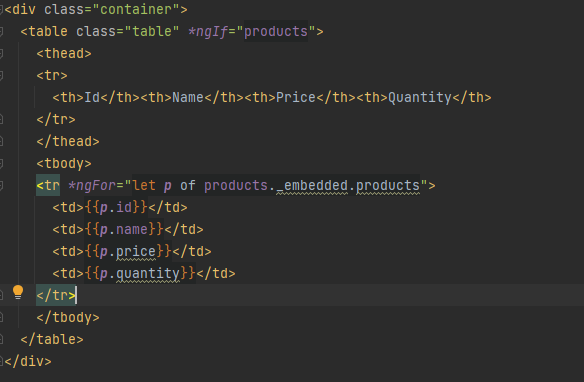 <div class="container">
<table class="table" *ngIf="products">
<thead>
<tr>
<th>Id</th><th>Name</th><th>Price</th><th>Quantity</th>
</tr>
</thead>
<tbody>
<tr *ngFor="let p of products._embedded.products">
<td>{{p.id}}</td>
<td>{{p.name}}</td>
<td>{{p.price}}</td>
<td>{{p.quantity}}</td>
</tr>
</tbody>
</table>
</div>